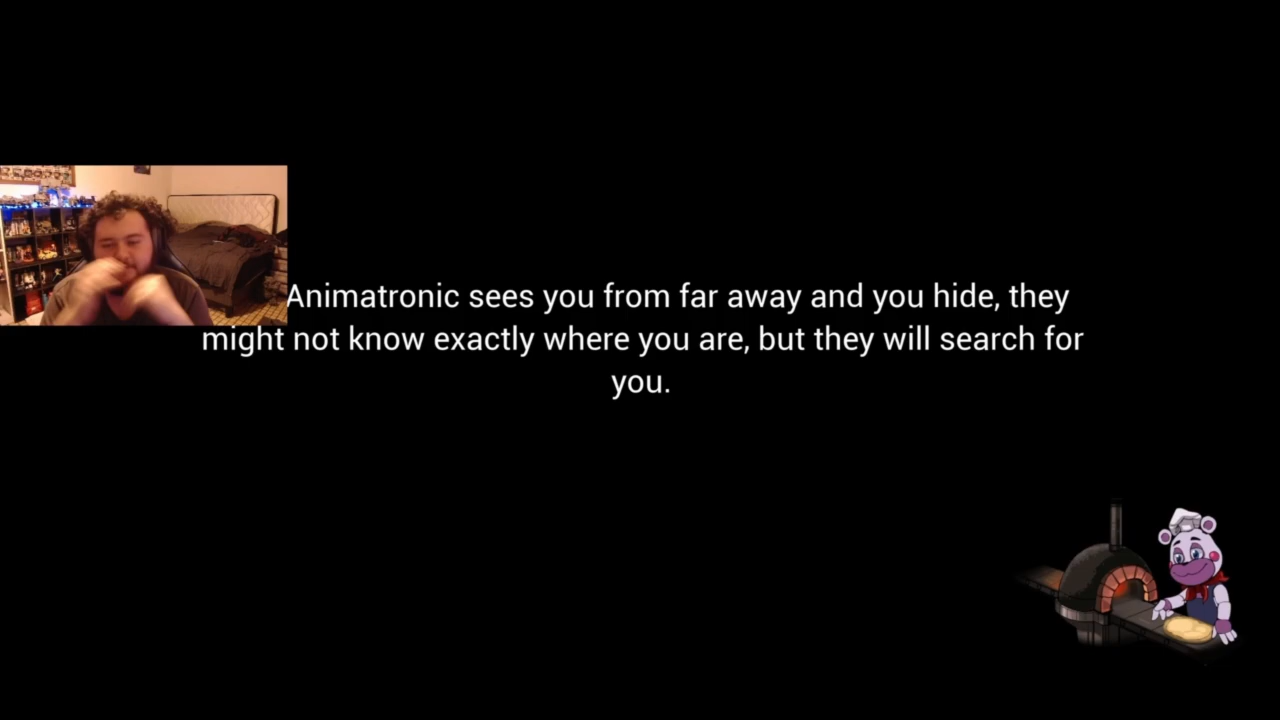 Animatronic sees you from far away and you hide, they
might not know exactly where you are, but they will search for
you.